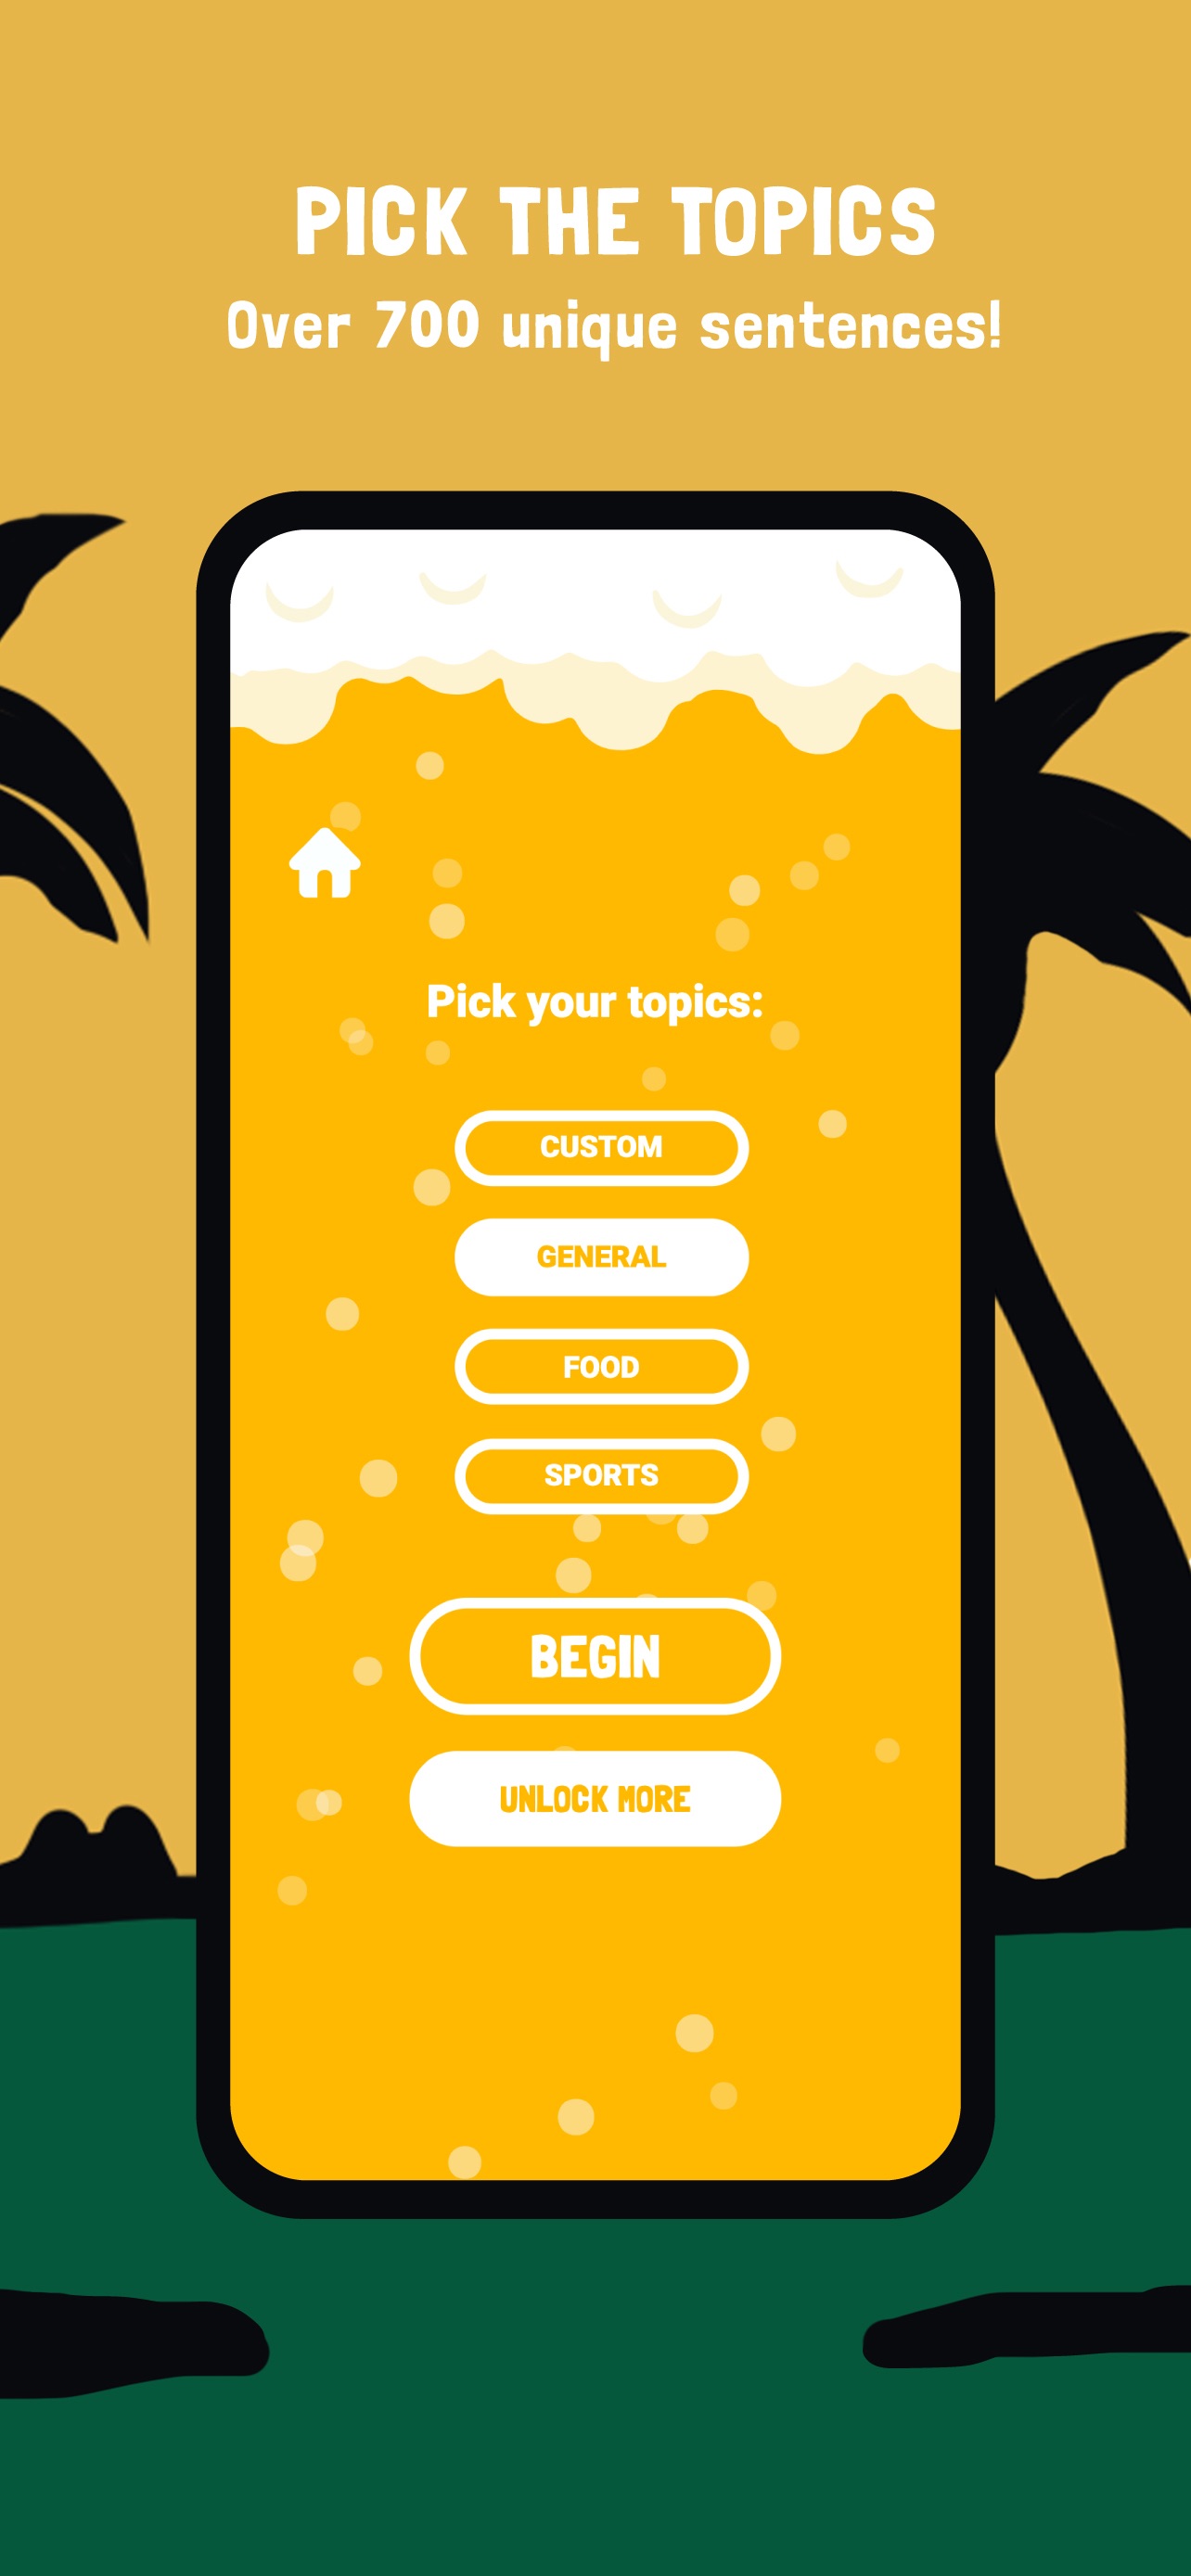 PICK THE TOPICS
Over 700 unique sentences!
Pick your topics:
CUSTOM
GENERAL
FOOD
SPORTS
BEGIN
UNLOCK MORE